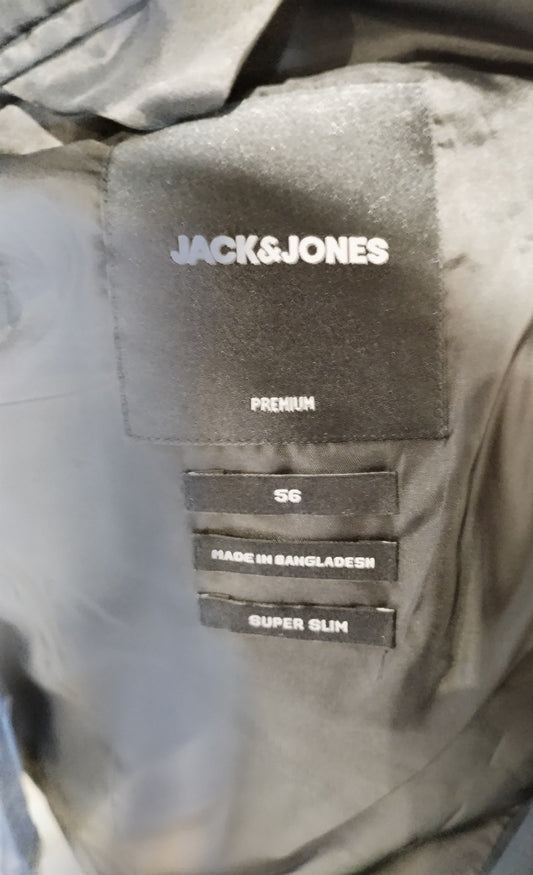 JACK&JONES
PREMIUM
56
MADE IN BANGLADESH
SUPER SLIM